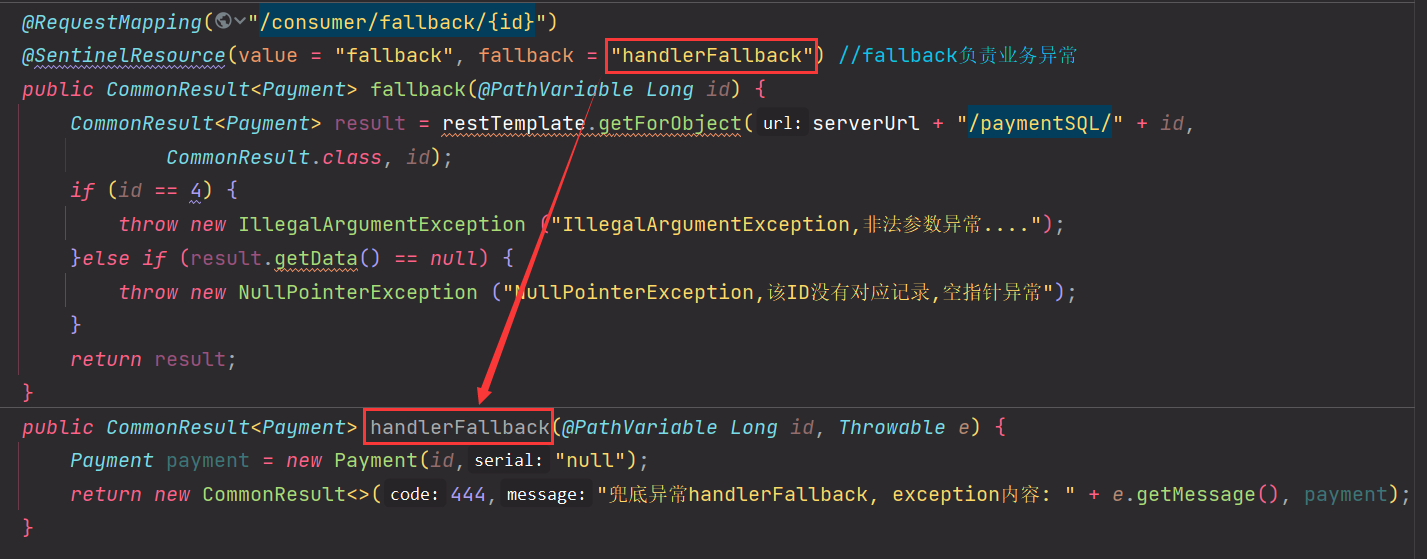 @RequestMapping("/consumer/fallback/{id}")
@SentinelResource(value = "fallback", fallback = "handlerFallback") //fallback负责业务异常
public CommonResult<Payment> fallback(@PathVariable Long id) {
CommonResult<Payment> result = restTemplate.getForObject( url: serverUrl + "/paymentSQL/" + id,
CommonResult.class, id);
if (id == 4) {
throw new IllegalArgumentException ("IllegalArgumentException,非法参数异常....");
}else if (result.getData() == null) {
throw new NullPointerException ("NullPointerException,该ID没有对应记录,空指针异常");
}
return result;
}
public CommonResult<Payment> handlerFallback(@PathVariable Long id, Throwable e) {
Payment payment = new Payment(id, serial: "null");
return new CommonResult<>( code: 444, message: "兜底异常handlerFallback, exception内容: " + e.getMessage(), payment);
}